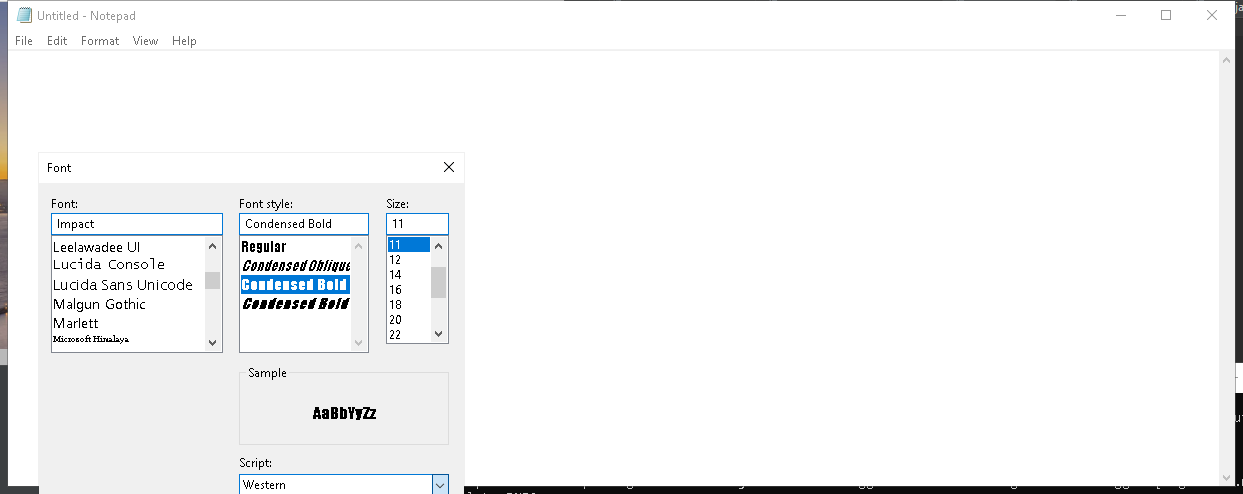 Untitled - Notepad
File Edit Format View Help
Font
Font: Font style: Size:
Impact Condensed Bold 11
Leelawadee UI
Lucida Console
Lucida Sans Unicode
Malgun Gothic
Marlett
Microsoft Himalaya
Regular
Condensed Oblique
Condensed Bold
Condensed Bold
11
12
14
16
18
20
22
Sample
AaBbYyZz
Script:
Western